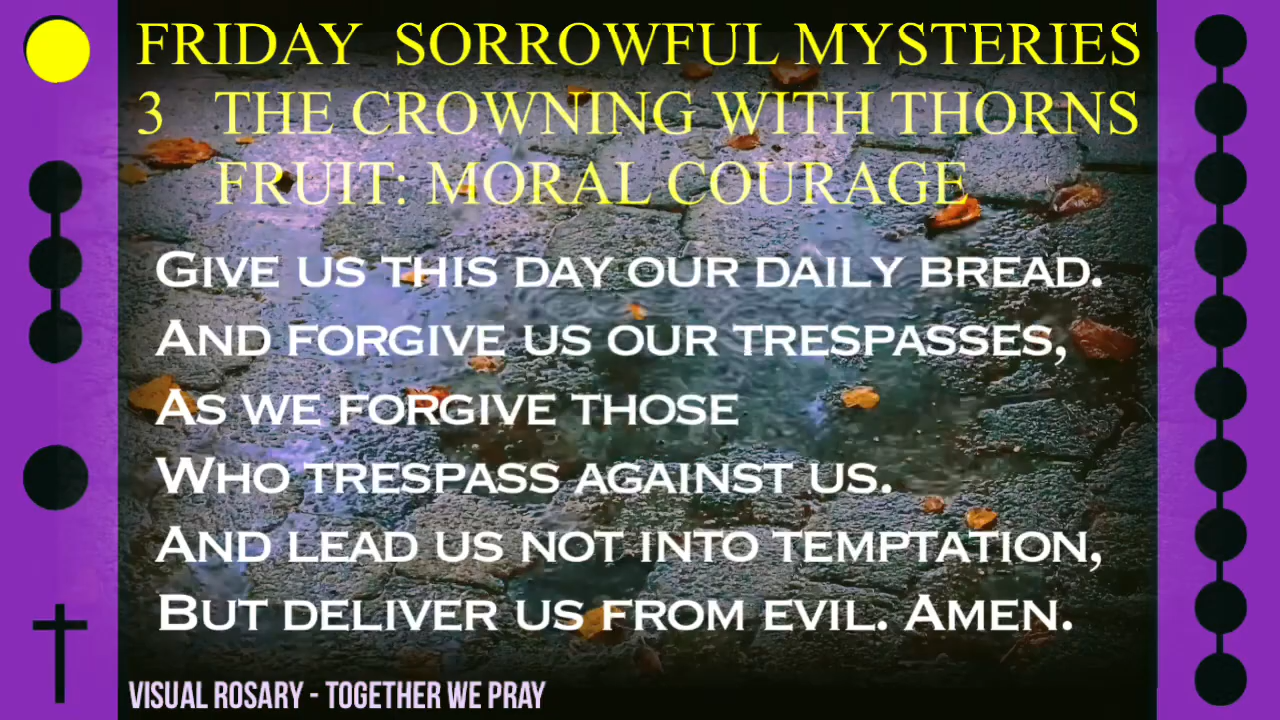 FRIDAY SORROWFUL MYSTERIES
3 THE CROWNING WITH THORNS
FRUIT: MORAL COURAGE
GIVE US THIS DAY OUR DAILY BREAD.
AND FORGIVE US OUR TRESPASSES,
AS WE FORGIVE THOSE
WHO TRESPASS AGAINST US.
AND LEAD US NOT INTO TEMPTATION,
BUT DELIVER US FROM EVIL. AMEN.
VISUAL ROSARY - TOGETHER WE PRAY